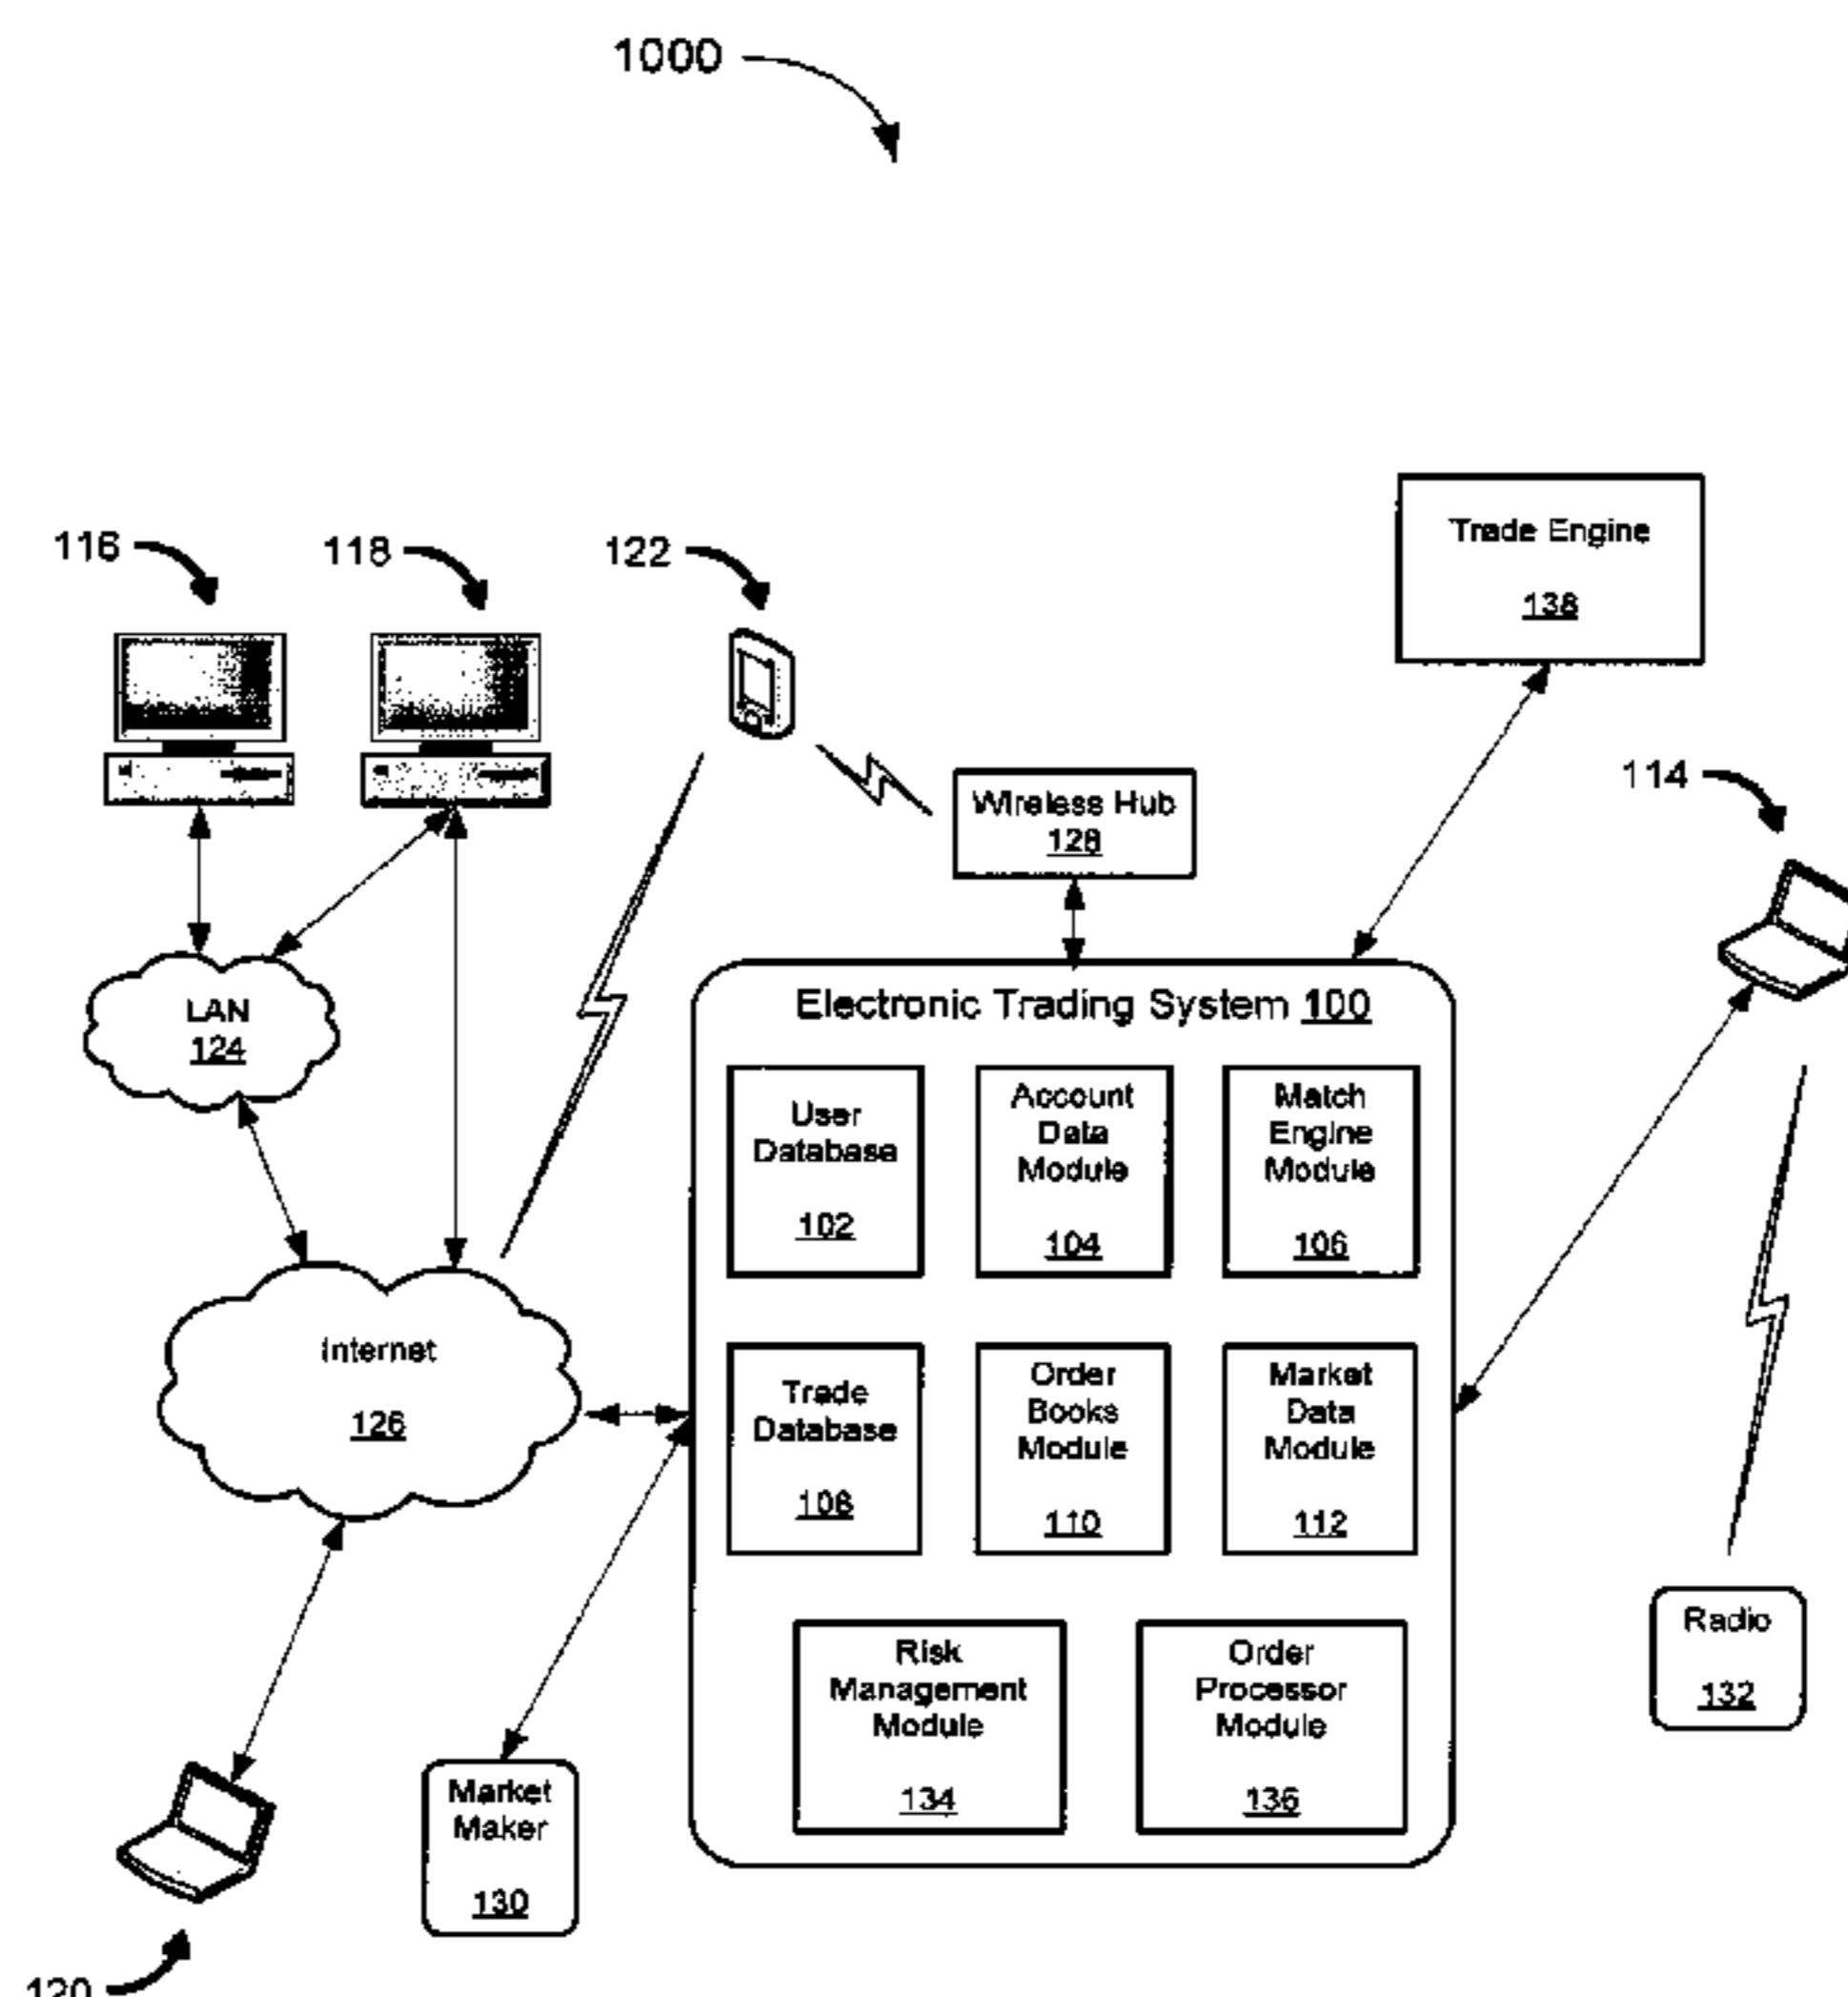 1000
116
118
122
Trade Engine
138
114
Wireless Hub
128
LAN
124
Electronic Trading System 100
User
Database
102
Account
Data
Module
104
Match
Engine
Module
106
Internet
126
Trade
Database
108
Order
Books
Module
110
Market
Data
Module
112
Risk
Management
Module
134
Order
Processor
Module
136
Radio
132
Market
Maker
130
120